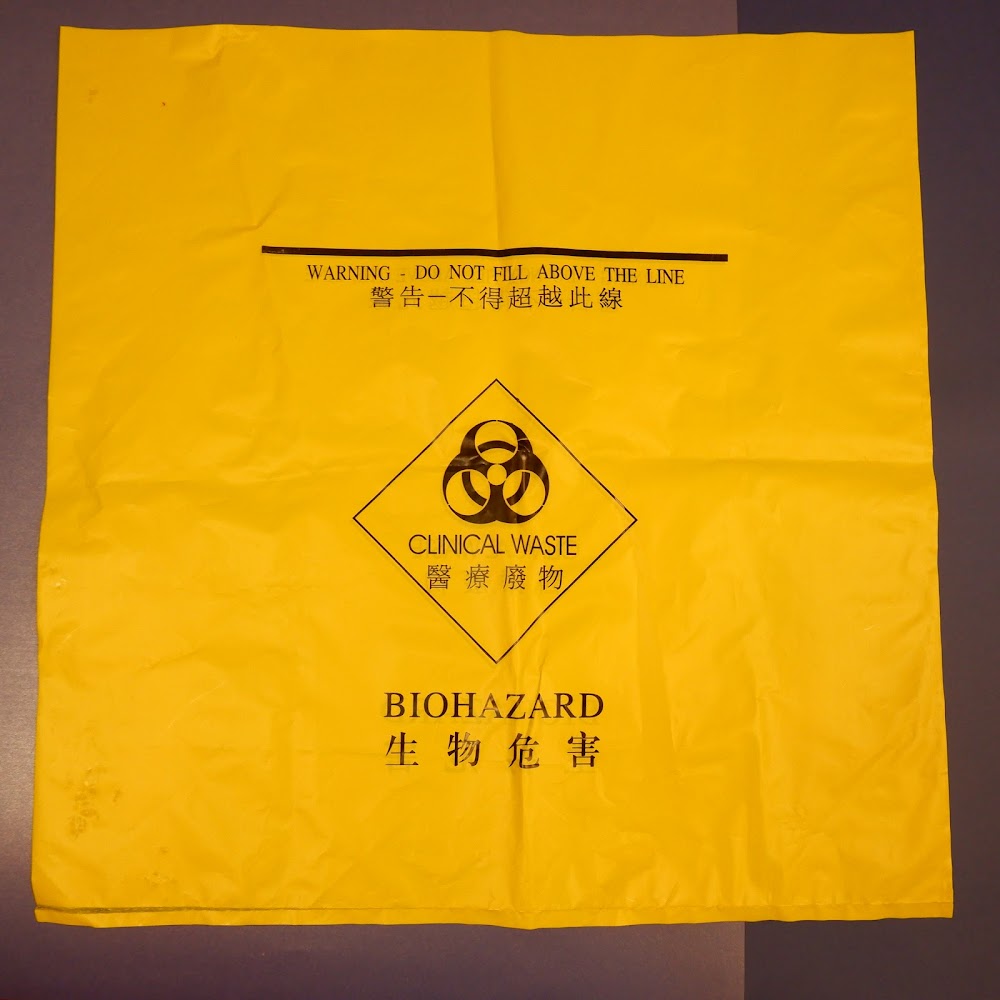 WARNING - DO NOT FILL ABOVE THE LINE
警告－不得超越此線
CLINICAL WASTE
醫療廢物
BIOHAZARD
生物危害